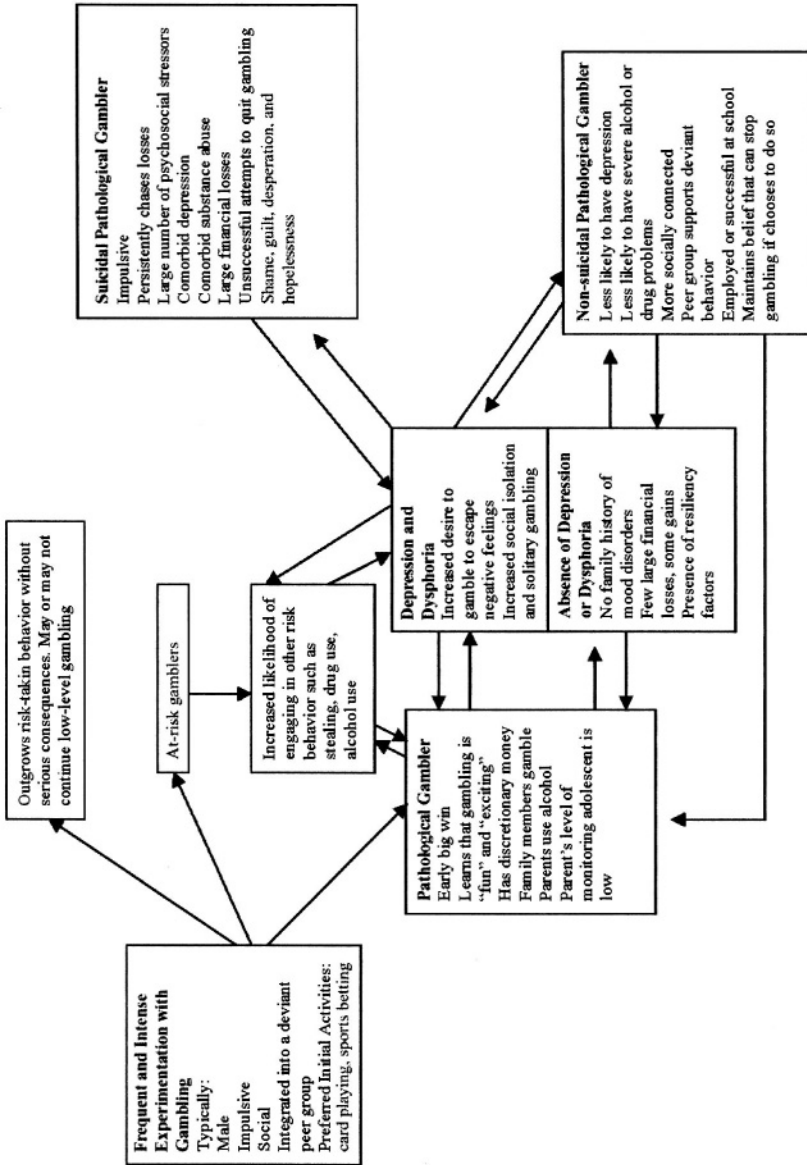 Frequent and Intense
Experimentation with
Gambling
Typically:
Male
Impulsive
Social
Integrated into a deviant
peer group
Preferred Initial Activities:
card playing, sports betting
Outgrows risk-takin behavior without
serious consequences. May or may not
continue low-level gambling
At-risk gamblers
Increased likelihood of
engaging in other risk
behavior such as
stealing, drug use,
alcohol use
Pathological Gambler
Early big win
Learns that gambling is
“fun” and “exciting”
Has discretionary money
Family members gamble
Parents use alcohol
Parent’s level of
monitoring adolescent is
low
Depression and
Dysphoria
Increased desire to
gamble to escape
negative feelings
Increased social isolation
and solitary gambling
Absence of Depression
or Dysphoria
No family history of
mood disorders
Few large financial
losses, some gains
Presence of resiliency
factors
Suicidal Pathological Gambler
Impulsive
Persistently chases losses
Large number of psychosocial stressors
Comorbid depression
Comorbid substance abuse
Large financial losses
Unsuccessful attempts to quit gambling
Shame, guilt, desperation, and
hopelessness
Non-suicidal Pathological Gambler
Less likely to have depression
Less likely to have severe alcohol or
drug problems
More socially connected
Peer group supports deviant
behavior
Employed or successful at school
Maintains belief that can stop
gambling if chooses to do so